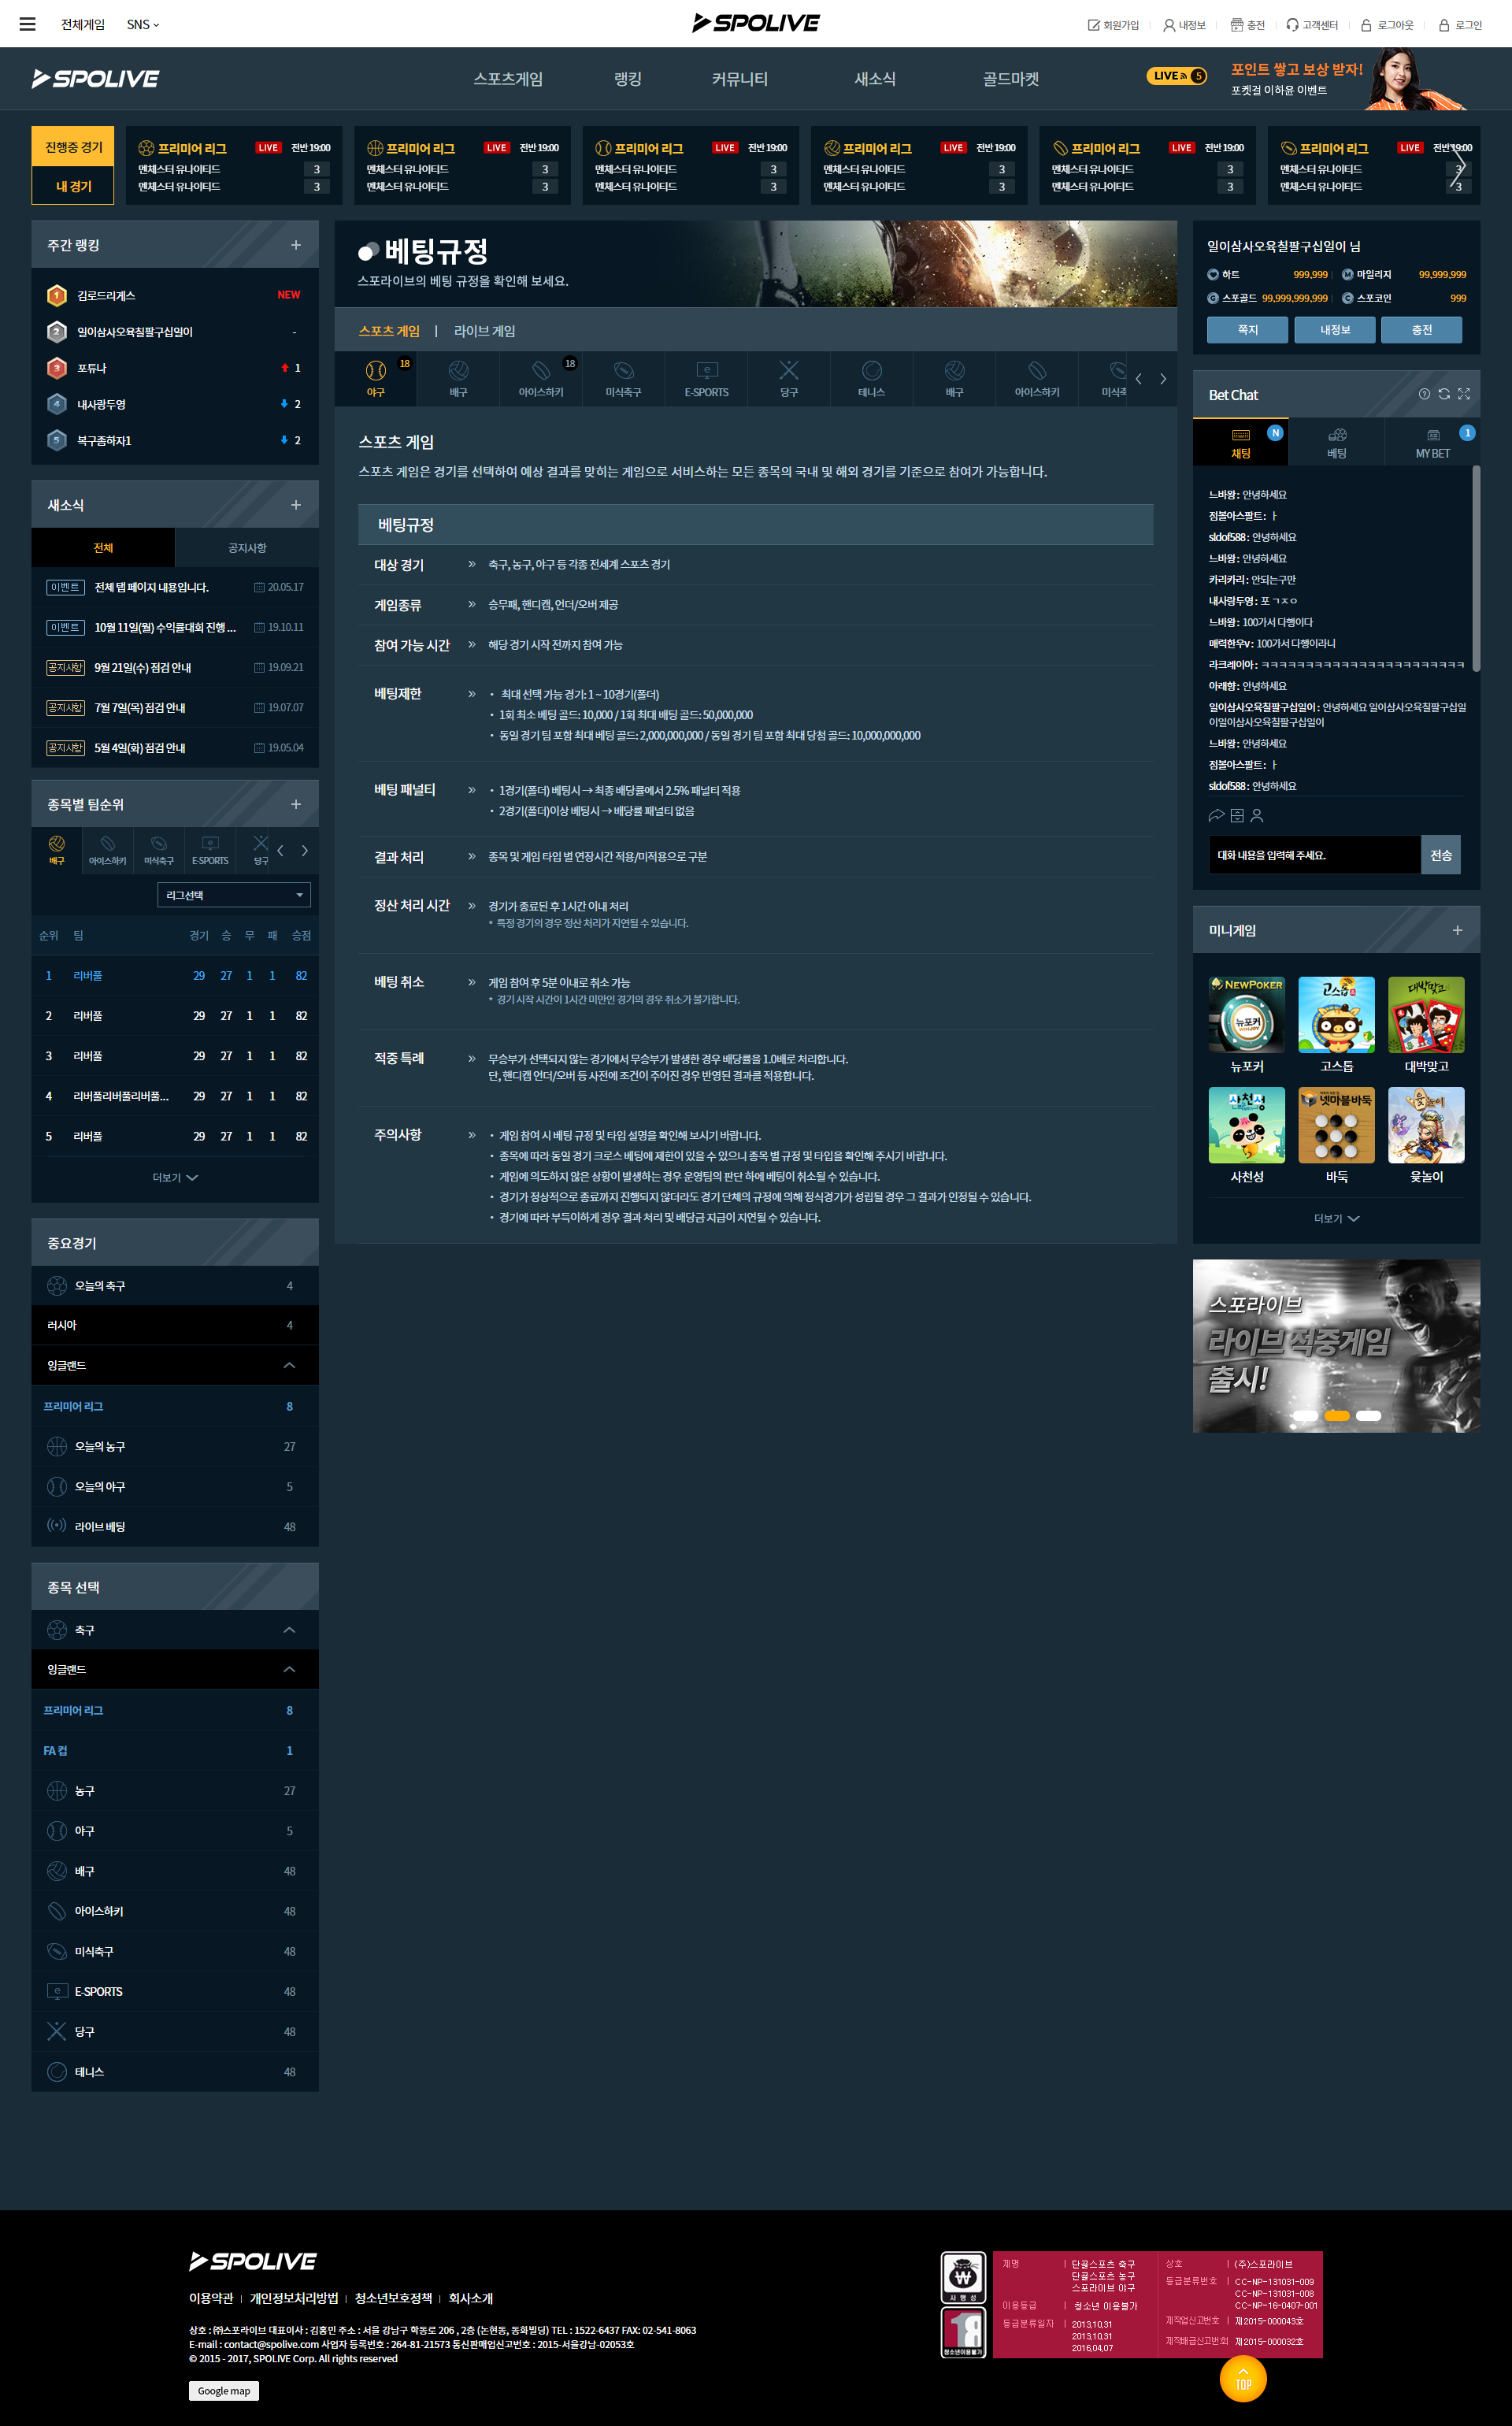 전체게임 SNS
SPOLIVE
회원가입 내정보 충전 고객센터 로그아웃 로그인
SPOLIVE
스포츠게임 랭킹 커뮤니티 새소식 골드마켓
LIVE 5
포인트 쌓고 보상 받자!
포켓걸 이하윤 이벤트
진행중 경기
내 경기
프리미어 리그 LIVE 전반 19:00
멘체스터 유나이티드 3
멘체스터 유나이티드 3
프리미어 리그 LIVE 전반 19:00
멘체스터 유나이티드 3
멘체스터 유나이티드 3
프리미어 리그 LIVE 전반 19:00
멘체스터 유나이티드 3
멘체스터 유나이티드 3
프리미어 리그 LIVE 전반 19:00
멘체스터 유나이티드 3
멘체스터 유나이티드 3
프리미어 리그 LIVE 전반 19:00
멘체스터 유나이티드 3
멘체스터 유나이티드 3
프리미어 리그 LIVE 전반 19:00
멘체스터 유나이티드 3
멘체스터 유나이티드 3
주간 랭킹 +
1 김로드리게스 NEW
2 일이삼사오육칠팔구십일이 -
3 포튜나 1
4 내사랑두영 2
5 복구좀하자1 2
새소식 +
전체 공지사항
이벤트 전체 탭 페이지 내용입니다. 20.05.17
이벤트 10월 11일(월) 수익률대회 진행 ... 19.10.11
공지사항 9월 21일(수) 점검 안내 19.09.21
공지사항 7월 7일(목) 점검 안내 19.07.07
공지사항 5월 4일(화) 점검 안내 19.05.04
종목별 팀순위 +
배구 아이스하키 미식축구 E-SPORTS 당구
리그선택
순위 팀 경기 승 무 패 승점
1 리버풀 29 27 1 1 82
2 리버풀 29 27 1 1 82
3 리버풀 29 27 1 1 82
4 리버풀리버풀리버풀... 29 27 1 1 82
5 리버풀 29 27 1 1 82
더보기
중요경기
오늘의 축구 4
러시아 4
잉글랜드
프리미어 리그 8
오늘의 농구 27
오늘의 야구 5
라이브 베팅 48
종목 선택
축구
잉글랜드
프리미어 리그 8
FA 컵 1
농구 27
야구 5
배구 48
아이스하키 48
미식축구 48
E-SPORTS 48
당구 48
테니스 48
베팅규정
스포라이브의 베팅 규정을 확인해 보세요.
스포츠 게임 | 라이브 게임
18 18
야구 배구 아이스하키 미식축구 E-SPORTS 당구 테니스 배구 아이스하키 미식축
스포츠 게임
스포츠 게임은 경기를 선택하여 예상 결과를 맞히는 게임으로 서비스하는 모든 종목의 국내 및 해외 경기를 기준으로 참여가 가능합니다.
베팅규정
대상 경기 » 축구, 농구, 야구 등 각종 전세계 스포츠 경기
게임종류 » 승무패, 핸디캡, 언더/오버 제공
참여 가능 시간 » 해당 경기 시작 전까지 참여 가능
베팅제한 » • 최대 선택 가능 경기: 1 ~ 10경기(폴더)
• 1회 최소 베팅 골드: 10,000 / 1회 최대 배팅 골드: 50,000,000
• 동일 경기 팀 포함 최대 베팅 골드: 2,000,000,000 / 동일 경기 팀 포함 최대 당첨 골드: 10,000,000,000
베팅 패널티 » • 1경기(폴더) 베팅시 → 최종 배당률에서 2.5% 패널티 적용
• 2경기(폴더)이상 베팅시 → 배당률 패널티 없음
결과 처리 » 종목 및 게임 타입 별 연장시간 적용/미적용으로 구분
정산 처리 시간 » 경기가 종료된 후 1시간 이내 처리
* 특정 경기의 경우 정산 처리가 지연될 수 있습니다.
베팅 취소 » 게임 참여 후 5분 이내로 취소 가능
* 경기 시작 시간이 1시간 미만인 경기의 경우 취소가 불가합니다.
적중 특례 » 무승부가 선택되지 않는 경기에서 무승부가 발생한 경우 배당률을 1.0배로 처리합니다.
단, 핸디캡 언더/오버 등 사전에 조건이 주어진 경우 반영된 결과를 적용합니다.
주의사항 » • 게임 참여 시 베팅 규정 및 타입 설명을 확인해 보시기 바랍니다.
• 종목에 따라 동일 경기 크로스 베팅에 제한이 있을 수 있으니 종목 별 규정 및 타입을 확인해 주시기 바랍니다.
• 게임에 의도하지 않은 상황이 발생하는 경우 운영팀의 판단 하에 베팅이 취소될 수 있습니다.
• 경기가 정상적으로 종료까지 진행되지 않더라도 경기 단체의 규정에 의해 정식경기가 성립될 경우 그 결과가 인정될 수 있습니다.
• 경기에 따라 부득이하게 경우 결과 처리 및 배당금 지급이 지연될 수 있습니다.
일이삼사오육칠팔구십일이 님
하트 999,999 마일리지 99,999,999
스포골드 99,999,999,999 스포코인 999
쪽지 내정보 충전
Bet Chat
채팅 N 베팅 MY BET 1
느바왕 : 안녕하세요
점볼아스팔트 : ㅏ
sldof588 : 안녕하세요
느바왕 : 안녕하세요
카리카리 : 안되는구만
내사랑두영 : 포 ㄱㅈㅇ
느바왕 : 100가서 다행이다
매력한우v : 100가서 다행이라니
라크레이아 : ㅋㅋㅋㅋㅋㅋㅋㅋㅋㅋㅋㅋㅋㅋㅋㅋㅋㅋㅋㅋㅋㅋㅋ
아래향 : 안녕하세요
일이삼사오육칠팔구십일이 : 안녕하세요 일이삼사오육칠팔구십일
이일이삼사오육칠팔구십일이
느바왕 : 안녕하세요
점볼아스팔트 : ㅏ
sldof588 : 안녕하세요
대화 내용을 입력해 주세요. 전송
미니게임 +
NEWPOKER 고스톱 대박맞고
뉴포커
뉴포커 고스톱 대박맞고
사천성 넷마블바둑 윷놀이
사천성 바둑 윷놀이
더보기
스포라이브
라이브 적중게임
출시!
SPOLIVE
이용약관 | 개인정보처리방법 | 청소년보호정책 | 회사소개
상호 : ㈜스포라이브 대표이사 : 김홍민 주소 : 서울 강남구 학동로 206 , 2층 (논현동, 동화빌딩) TEL : 1522-6437 FAX: 02-541-8063
E-mail : contact@spolive.com 사업자 등록번호 : 264-81-21573 통신판매업신고번호 : 2015-서울강남-02053호
© 2015 - 2017, SPOLIVE Corp. All rights reserved
Google map
사행성
청소년이용불가
제명 | 단골스포츠 축구
단골스포츠 농구
스포라이브 야구
이용등급 | 청소년 이용불가
등급분류일자 | 2013.10.31
2013.10.31
2016.04.07
상호 | (주)스포라이브
등급분류번호 | CC-NP-131031-009
CC-NP-131031-008
CC-NP-16-0407-001
제작업신고번호 | 제2015-000043호
제작배급신고번호 | 제2015-000032호
TOP